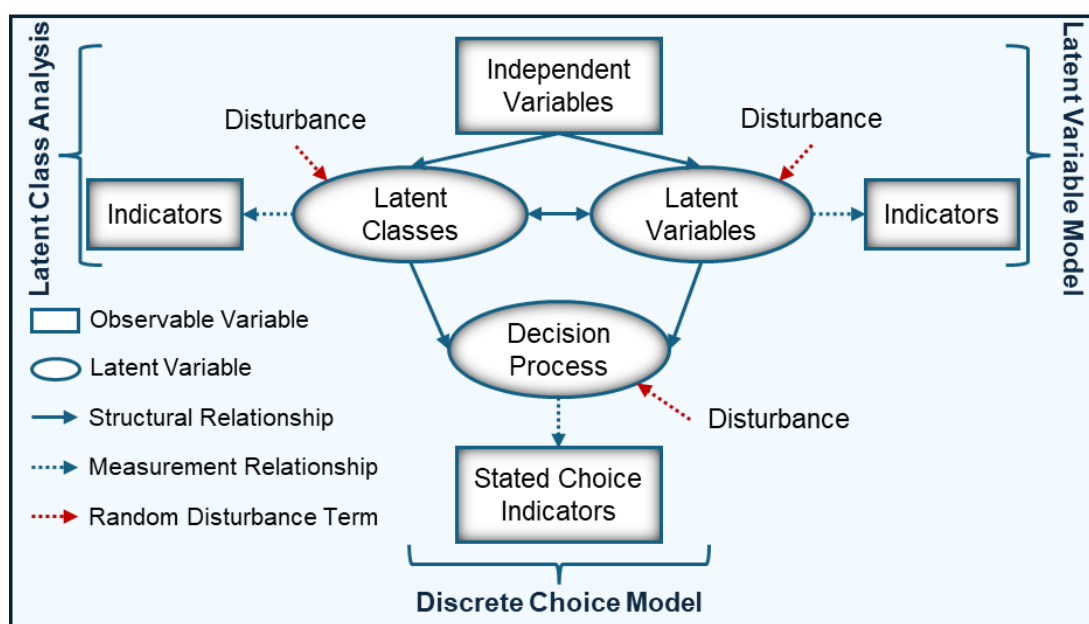 Latent Class Analysis
Independent
Variables
Latent Variable Model
Disturbance
Disturbance
Indicators
Latent
Classes
Latent
Variables
Indicators
Observable Variable
Decision
Process
Latent Variable
Structural Relationship
Disturbance
Measurement Relationship
Stated Choice
Indicators
Random Disturbance Term
Discrete Choice Model